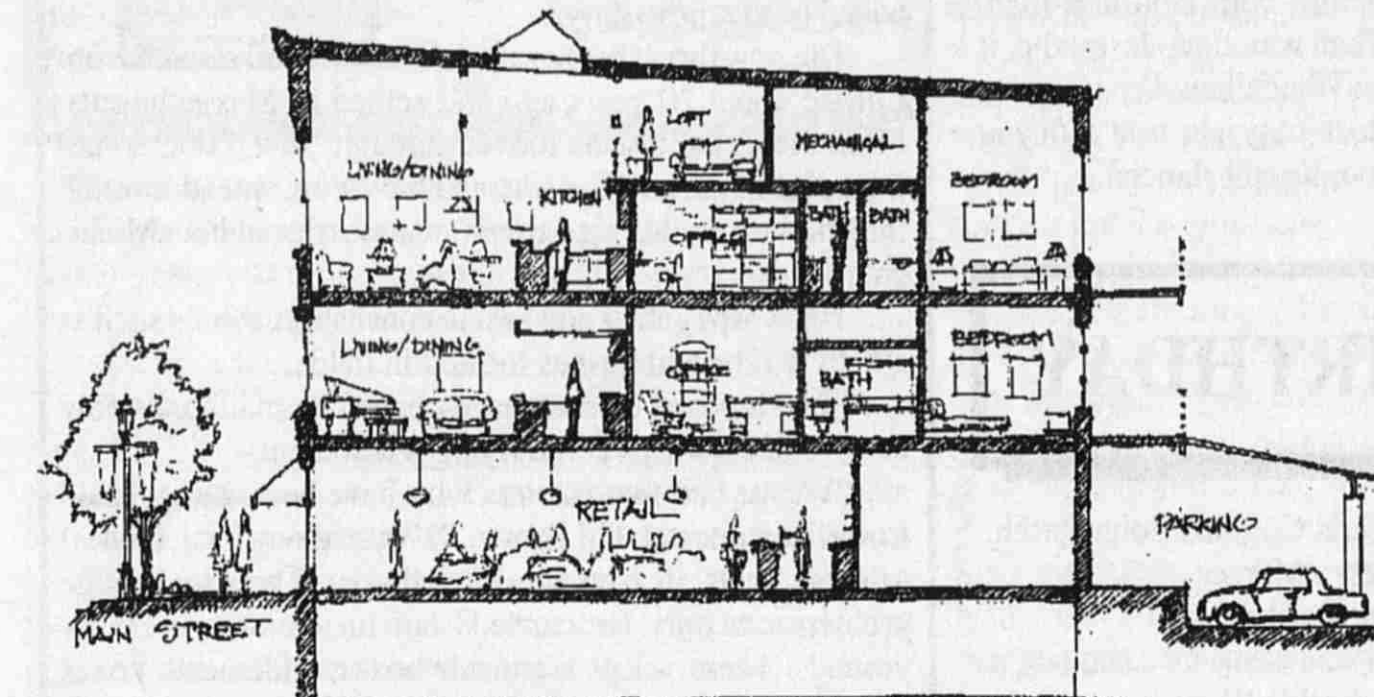 LOFT
MECHANICAL
LIVING/DINING
BEDROOM
KITCHEN
BATH
BATH
OFFICE
LIVING/DINING
BEDROOM
OFFICE
BATH
RETAIL
PARKING
MAIN STREET